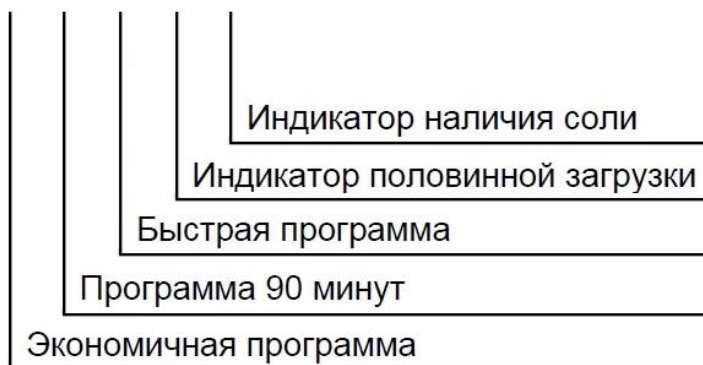 Индикатор наличия соли
Индикатор половинной загрузки
Быстрая программа
Программа 90 минут
Экономичная программа